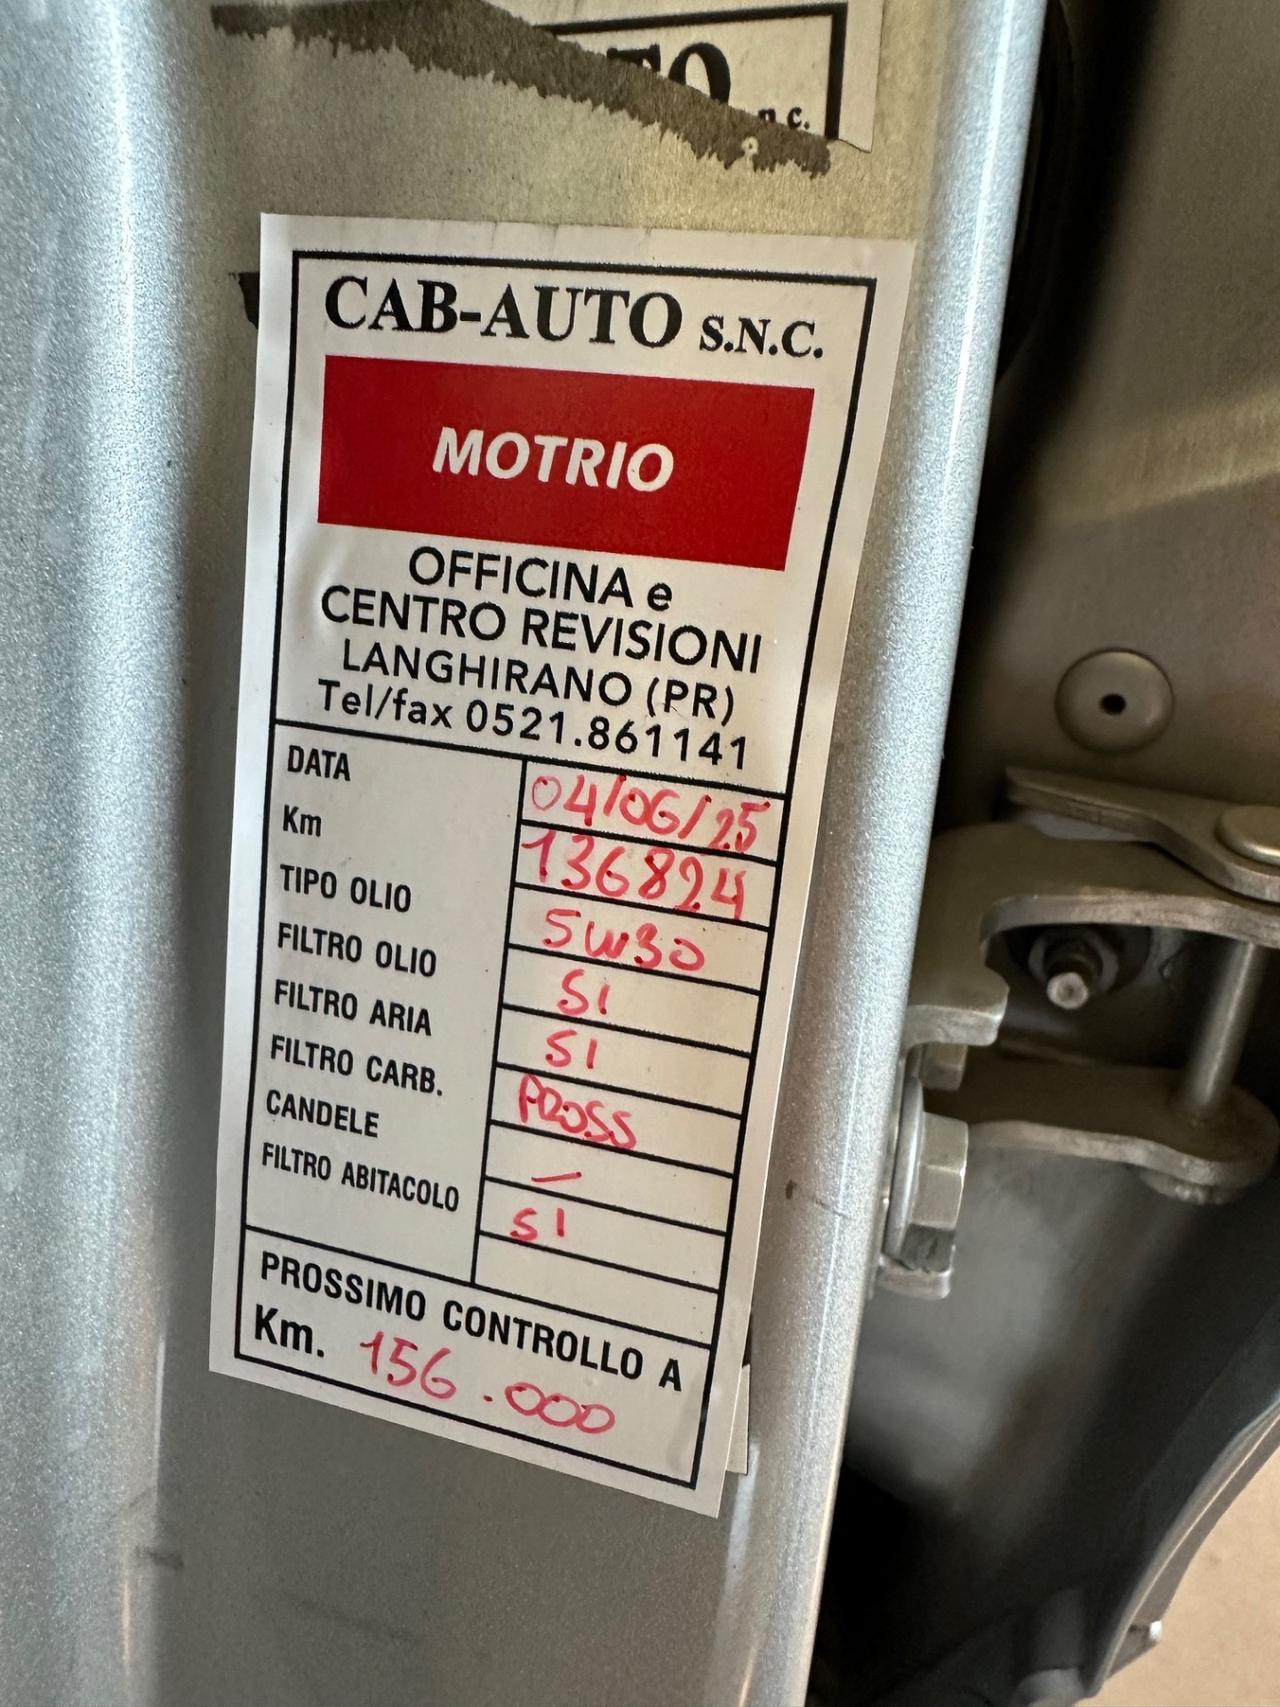 TO
n.c.
CAB-AUTO S.N.C.
MOTRIO
OFFICINA e
CENTRO REVISIONI
LANGHIRANO (PR)
Tel/fax 0521.861141
DATA 04/06/25
Km 136824
TIPO OLIO 5W30
FILTRO OLIO SI
FILTRO ARIA SI
FILTRO CARB. PROSS
CANDELE —
FILTRO ABITACOLO SI
PROSSIMO CONTROLLO A
Km. 156.000